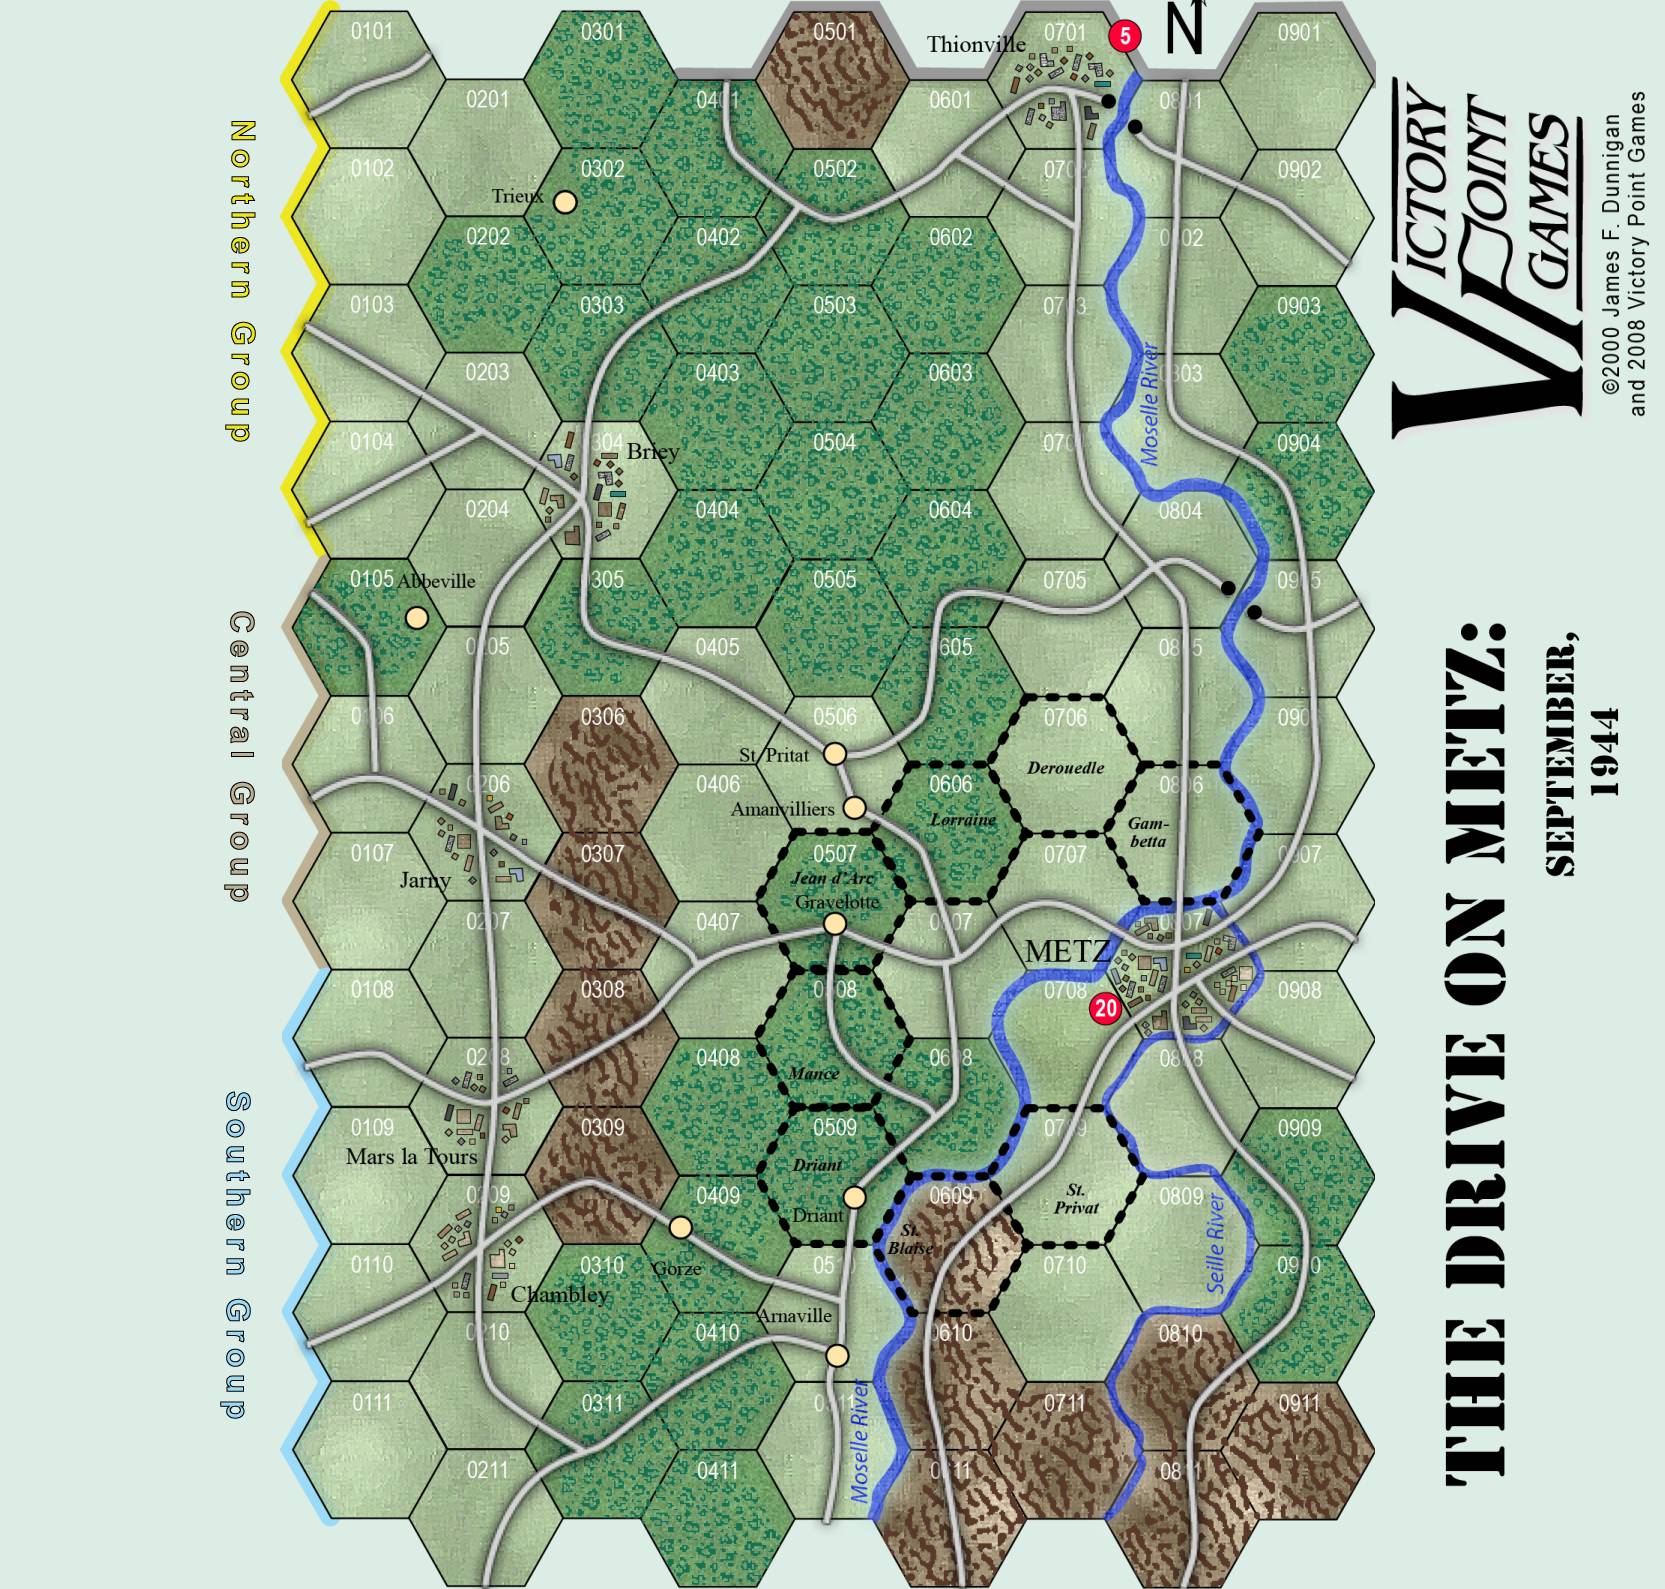 0101
0301
0501
Thionville
0701
5
N
0901
0201
0401
0601
0801
0102
0302
0502
0702
0902
Trieux
0202
0402
0602
0802
0103
0303
0503
0703
0903
0203
0403
0603
0803
Moselle River
0104
0304
Briey
0504
0704
0904
0204
0404
0604
0804
0105
Abbeville
0305
0505
0705
0905
0205
0405
0605
0805
0106
0306
0506
0706
0906
St. Pritat
Derouedle
0206
0406
Amanvilliers
0606
Lorraine
0806
Gam-
betta
0107
Jarny
0307
0507
Jean d'Arc
Gravelotte
0707
0907
0207
0407
0607
0807
METZ
0108
0308
0508
0708
20
0908
0208
0408
Mance
0608
0808
0109
Mars la Tours
0309
0509
Driant
0709
0909
0209
0409
Driant
0609
St.
Blaise
St.
Privat
0809
Seille River
0110
Chambley
0310
Gorze
0510
Arnaville
0710
0910
0210
0410
0610
0810
0111
0311
0511
Moselle River
0711
0911
0211
0411
0611
0811
Northern Group
Central Group
Southern Group
VICTORY
POINT
GAMES
©2000 James F. Dunnigan
and 2008 Victory Point Games
THE DRIVE ON METZ:
SEPTEMBER,
1944